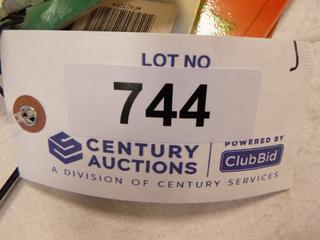 LOT NO
744
CENTURY
AUCTIONS
POWERED BY
ClubBid
A DIVISION OF CENTURY SERVICES